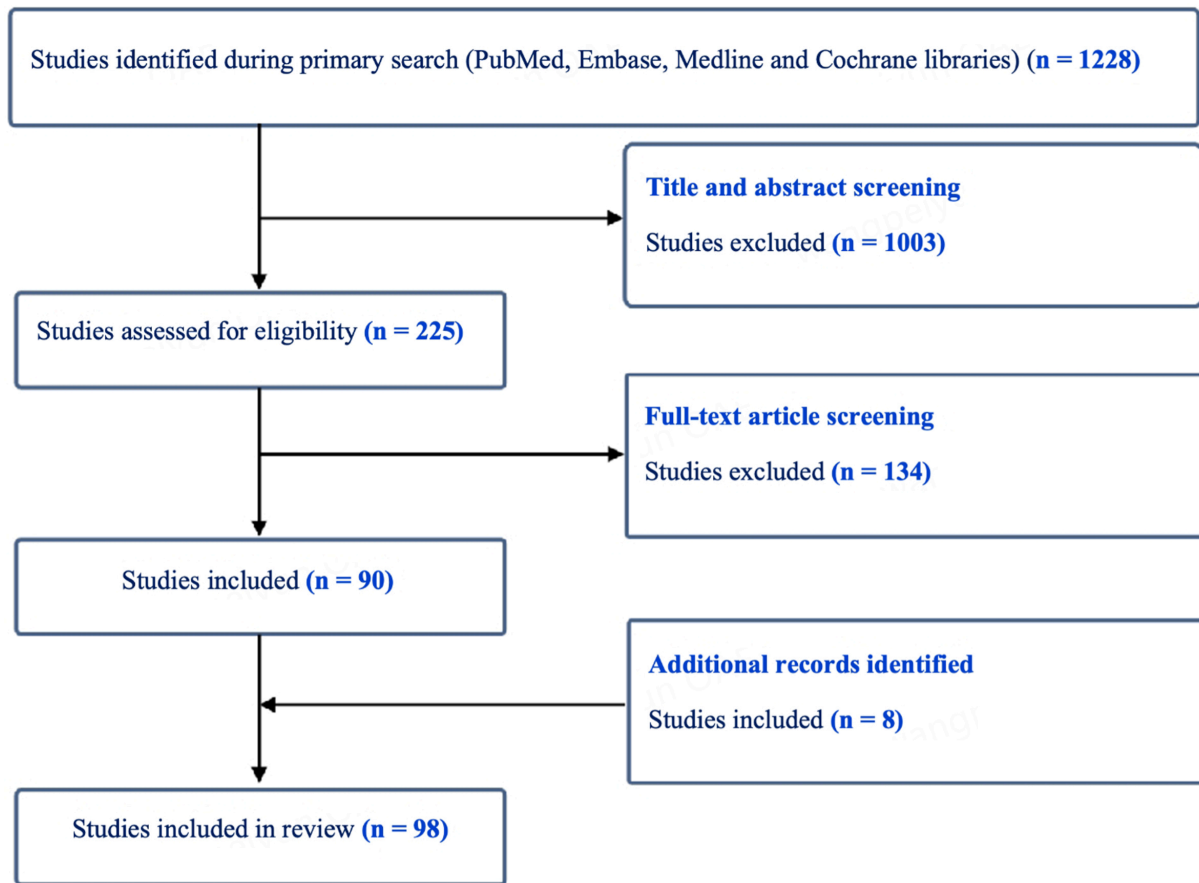 Studies identified during primary search (PubMed, Embase, Medline and Cochrane libraries) (n = 1228)
Title and abstract screening
Studies excluded (n = 1003)
Studies assessed for eligibility (n = 225)
Full-text article screening
Studies excluded (n = 134)
Studies included (n = 90)
Additional records identified
Studies included (n = 8)
Studies included in review (n = 98)